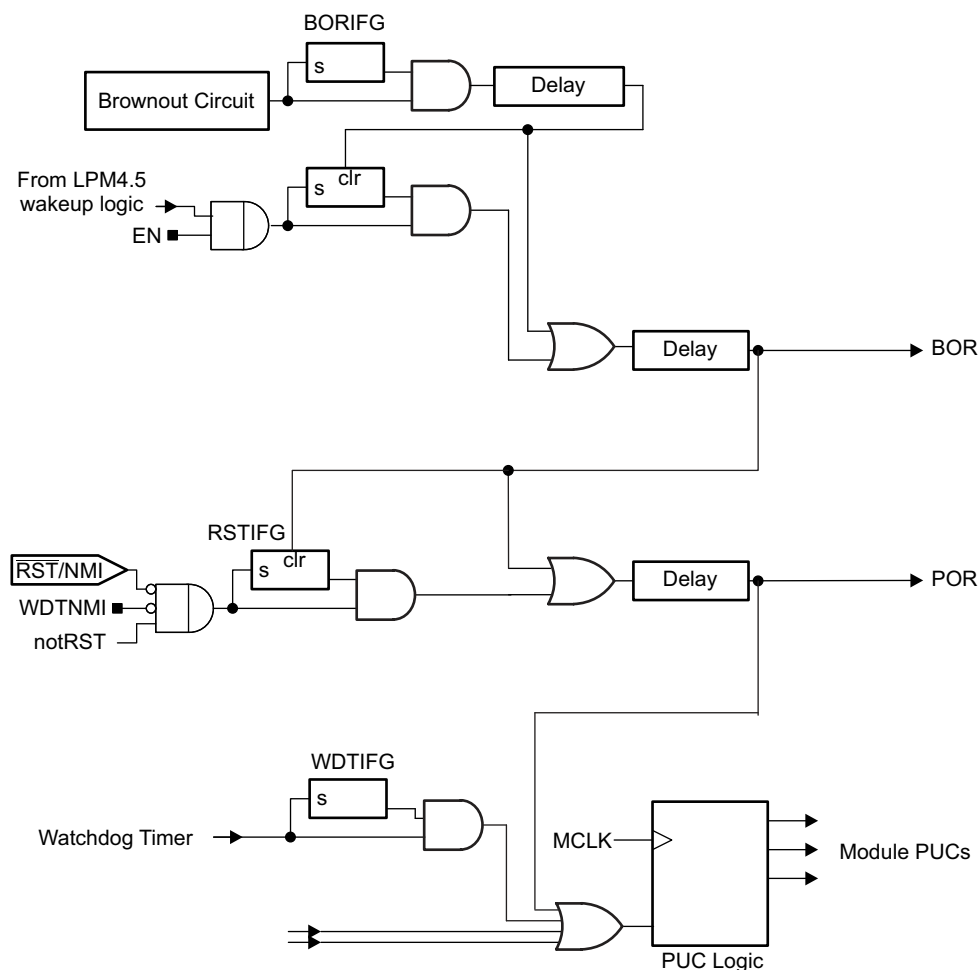 BORIFG
s
Brownout Circuit
Delay
From LPM4.5
wakeup logic
s
clr
EN
Delay
BOR
RSTIFG
s
clr
RST/NMI
WDTNMI
notRST
Delay
POR
WDTIFG
s
Watchdog Timer
MCLK
Module PUCs
PUC Logic